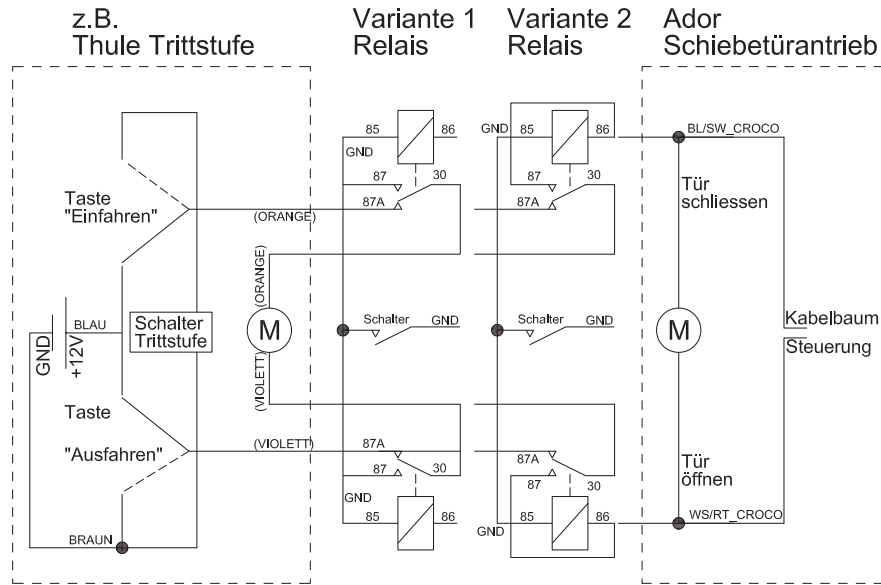 z.B.
Thule Trittstufe
Variante 1
Relais
Variante 2
Relais
Ador
Schiebetürantrieb
85
86
GND
87
30
87A
GND
85
86
87
30
87A
BL/SW_CROCO
Taste
"Einfahren"
(ORANGE)
(ORANGE)
Tür
schliessen
GND
+12V
BLAU
Schalter
Trittstufe
M
Schalter
GND
Schalter
GND
M
Kabelbaum
Steuerung
(VIOLETT)
Taste
"Ausfahren"
(VIOLETT)
87A
87
30
GND
85
86
87A
87
30
GND
85
86
Tür
öffnen
WS/RT_CROCO
BRAUN